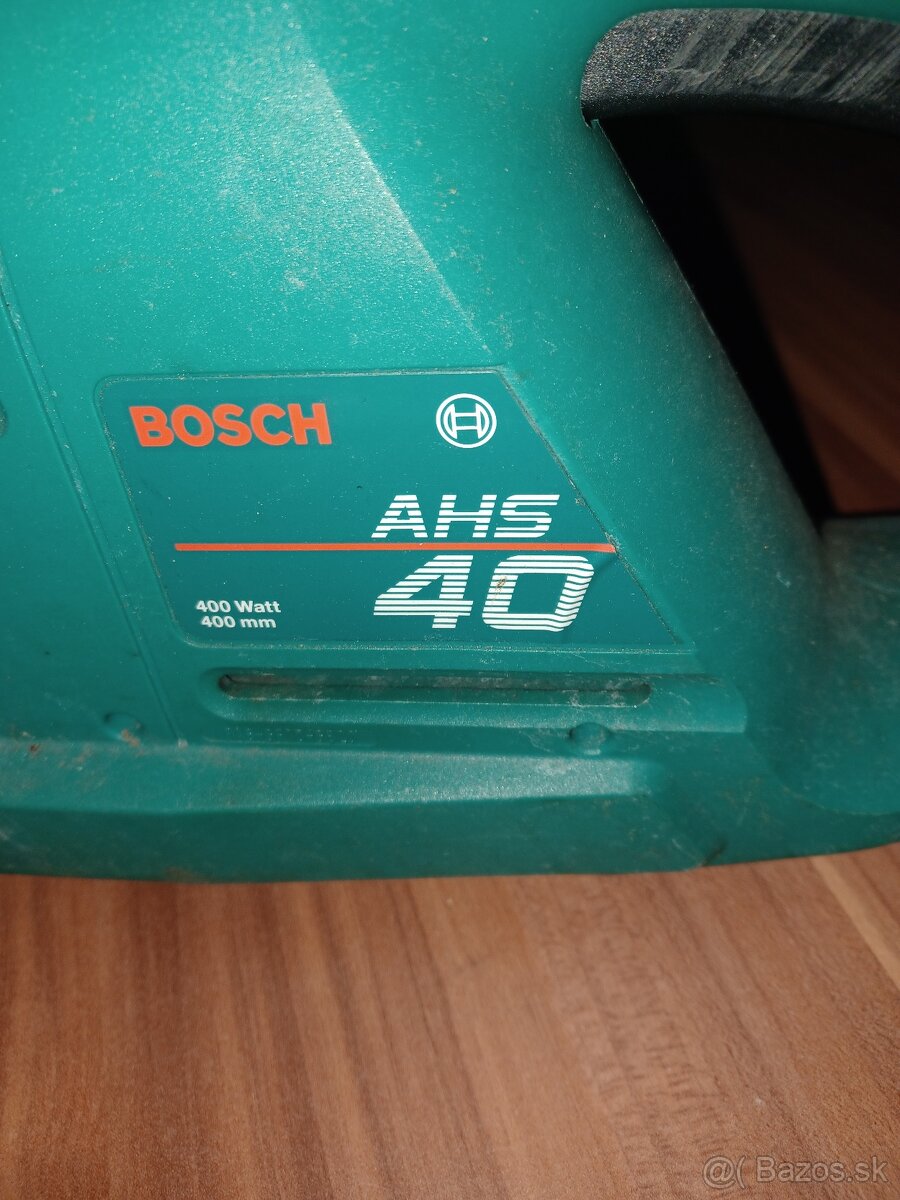 BOSCH
AHS
40
400 Watt
400 mm
@( Bazos.sk